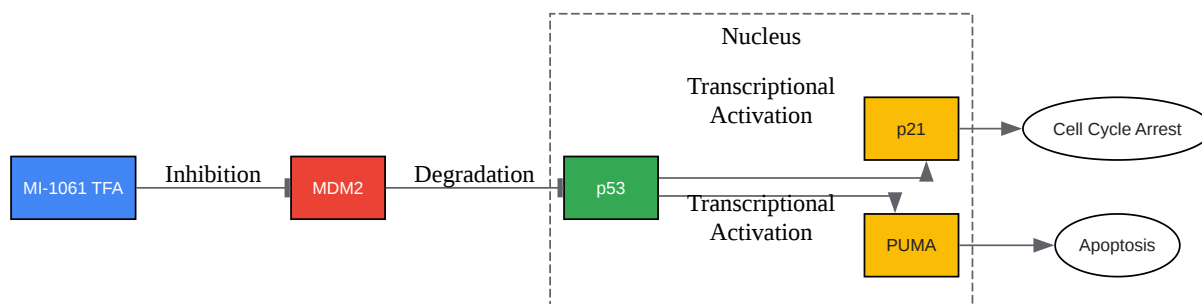 Nucleus
Transcriptional
Activation
p21
Cell Cycle Arrest
MI-1061 TFA
Inhibition
MDM2
Degradation
p53
Transcriptional
Activation
PUMA
Apoptosis